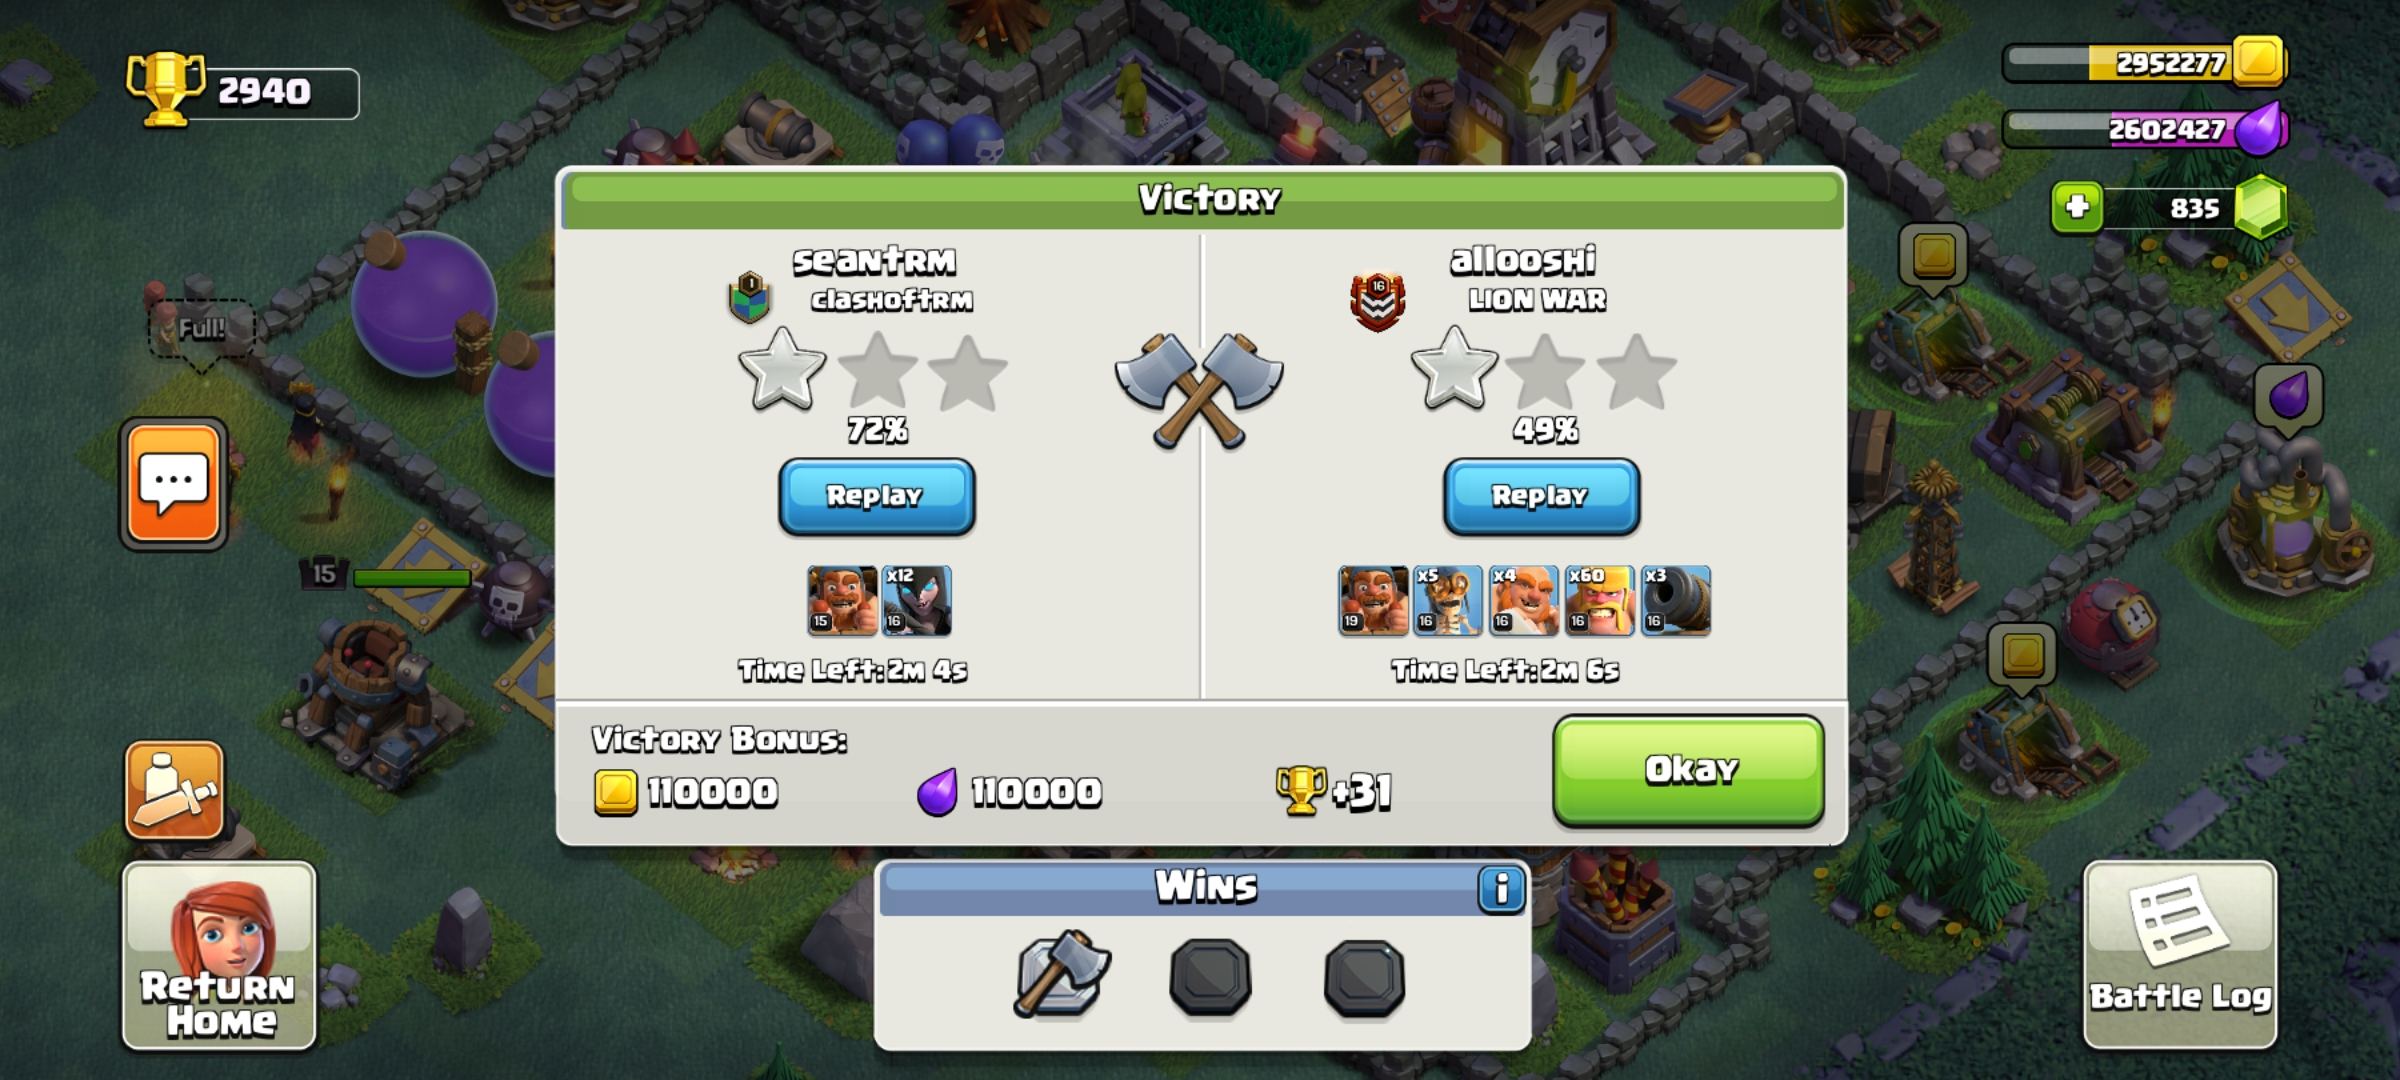 2940
2952277
2602427
835
Full!
15
Victory
seantrm
clashoftrm
1
72%
Replay
15
x12
16
Time Left:2m 4s
allooshi
LION WAR
16
49%
Replay
19
x5
16
x4
16
x60
16
x3
16
Time Left:2m 6s
Victory Bonus:
110000
110000
+31
Okay
Wins
i
Return
Home
Battle Log